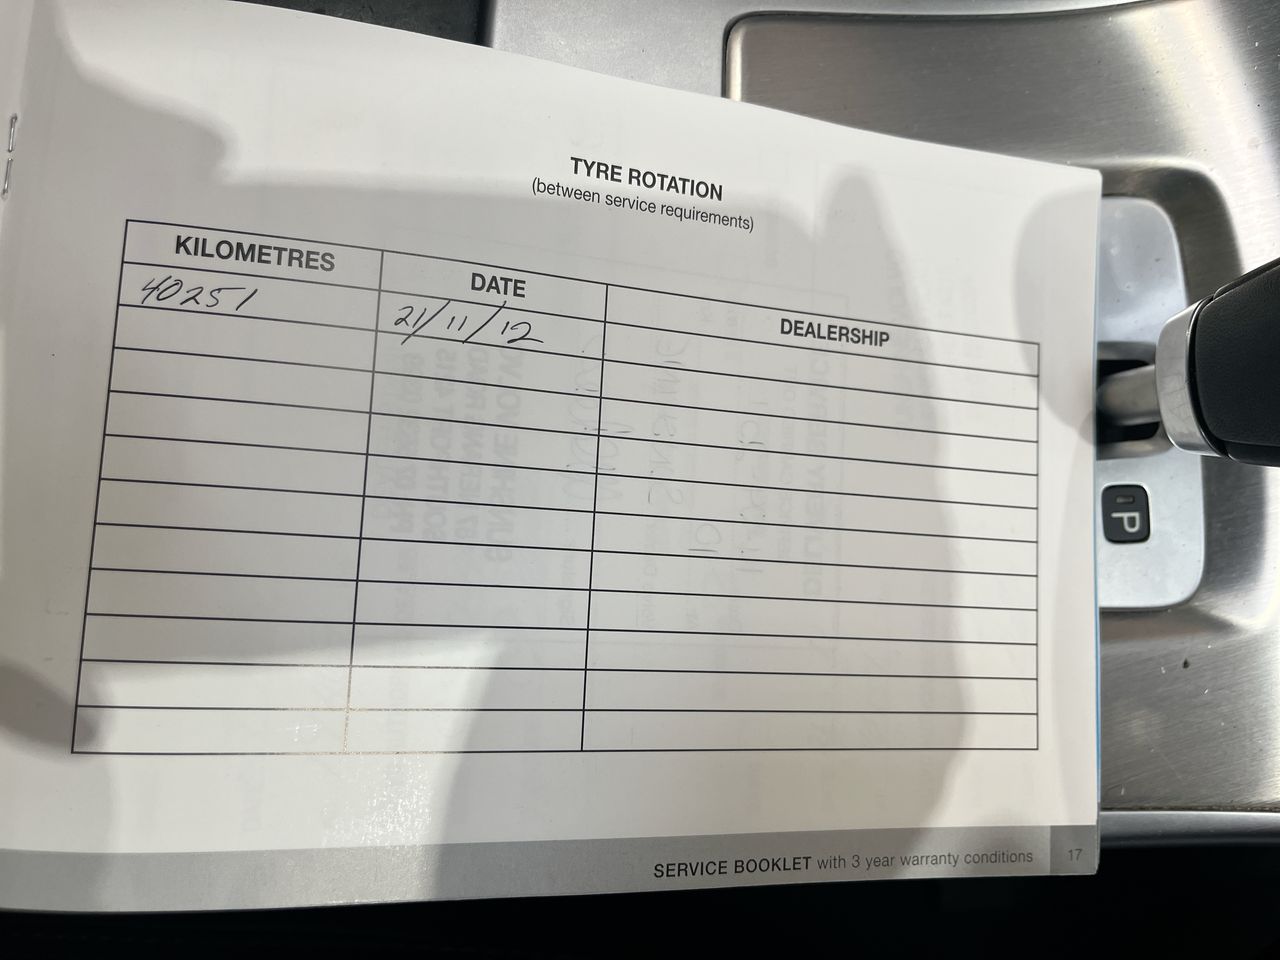 TYRE ROTATION
(between service requirements)
KILOMETRES DATE DEALERSHIP
40251 21/11/12
SERVICE BOOKLET with 3 year warranty conditions 17
P